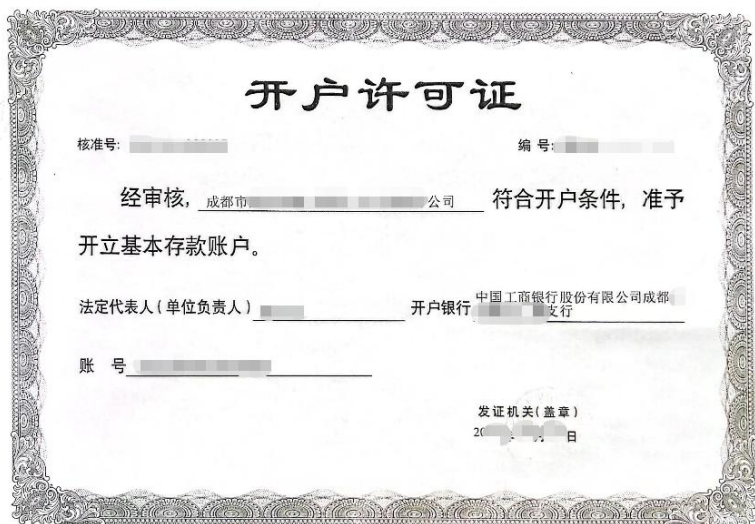 开户许可证
核准号: 编 号:
经审核, 成都市 公司 符合开户条件, 准予
开立基本存款账户。
法定代表人(单位负责人) 开户银行 中国工商银行股份有限公司成都
支行
账 号
发证机关(盖章)
20 年 月 日